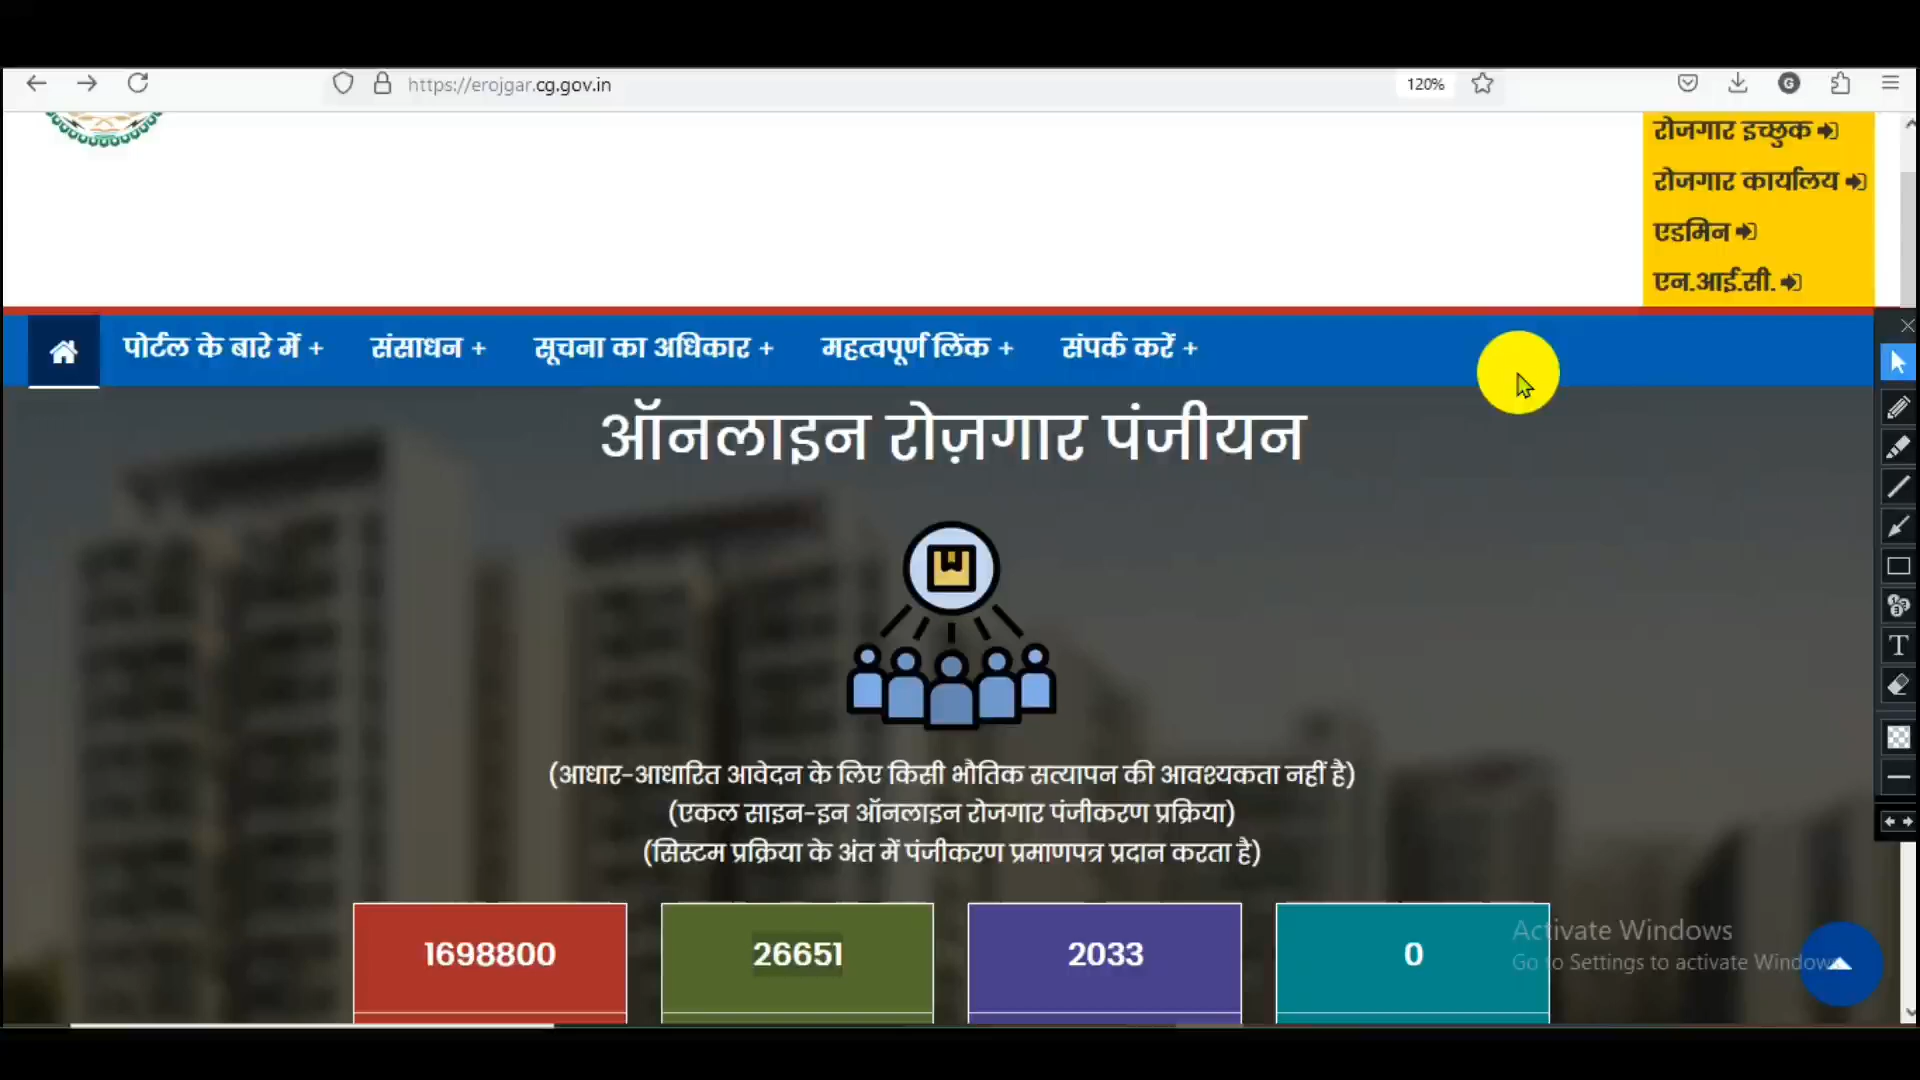 https://erojgar.cg.gov.in
120%
G
रोजगार इच्छुक
रोजगार कार्यालय
एडमिन
एन.आई.सी.
पोर्टल के बारे में + संसाधन + सूचना का अधिकार + महत्वपूर्ण लिंक + संपर्क करें +
ऑनलाइन रोज़गार पंजीयन
(आधार-आधारित आवेदन के लिए किसी भौतिक सत्यापन की आवश्यकता नहीं है)
(एकल साइन-इन ऑनलाइन रोजगार पंजीकरण प्रक्रिया)
(सिस्टम प्रक्रिया के अंत में पंजीकरण प्रमाणपत्र प्रदान करता है)
1698800 26651 2033 0
Activate Windows
Go to Settings to activate Windows
T